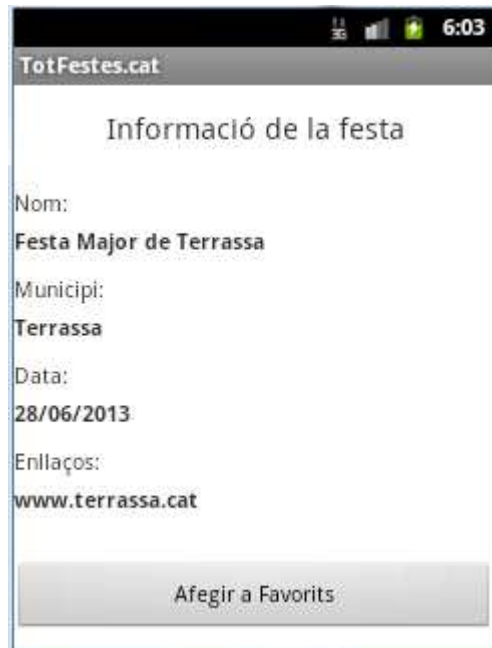 3G 6:03
TotFestes.cat
Informació de la festa
Nom:
Festa Major de Terrassa
Municipi:
Terrassa
Data:
28/06/2013
Enllaços:
www.terrassa.cat
Afegir a Favorits